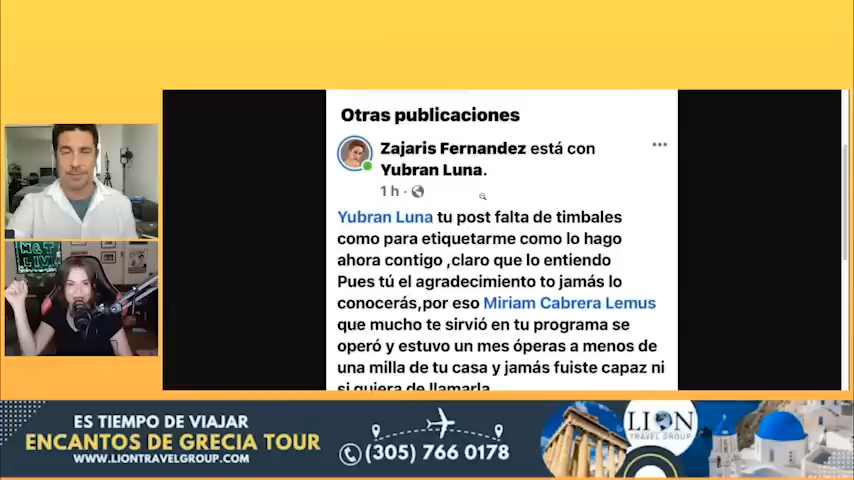 Otras publicaciones
Zajaris Fernandez está con
Yubran Luna.
1 h
Yubran Luna tu post falta de timbales
como para etiquetarme como lo hago
ahora contigo ,claro que lo entiendo
Pues tú el agradecimiento to jamás lo
conocerás,por eso Miriam Cabrera Lemus
que mucho te sirvió en tu programa se
operó y estuvo un mes óperas a menos de
una milla de tu casa y jamás fuiste capaz ni
si quiera de llamarla
ES TIEMPO DE VIAJAR
ENCANTOS DE GRECIA TOUR
WWW.LIONTRAVELGROUP.COM
(305) 766 0178
LION
TRAVEL GROUP